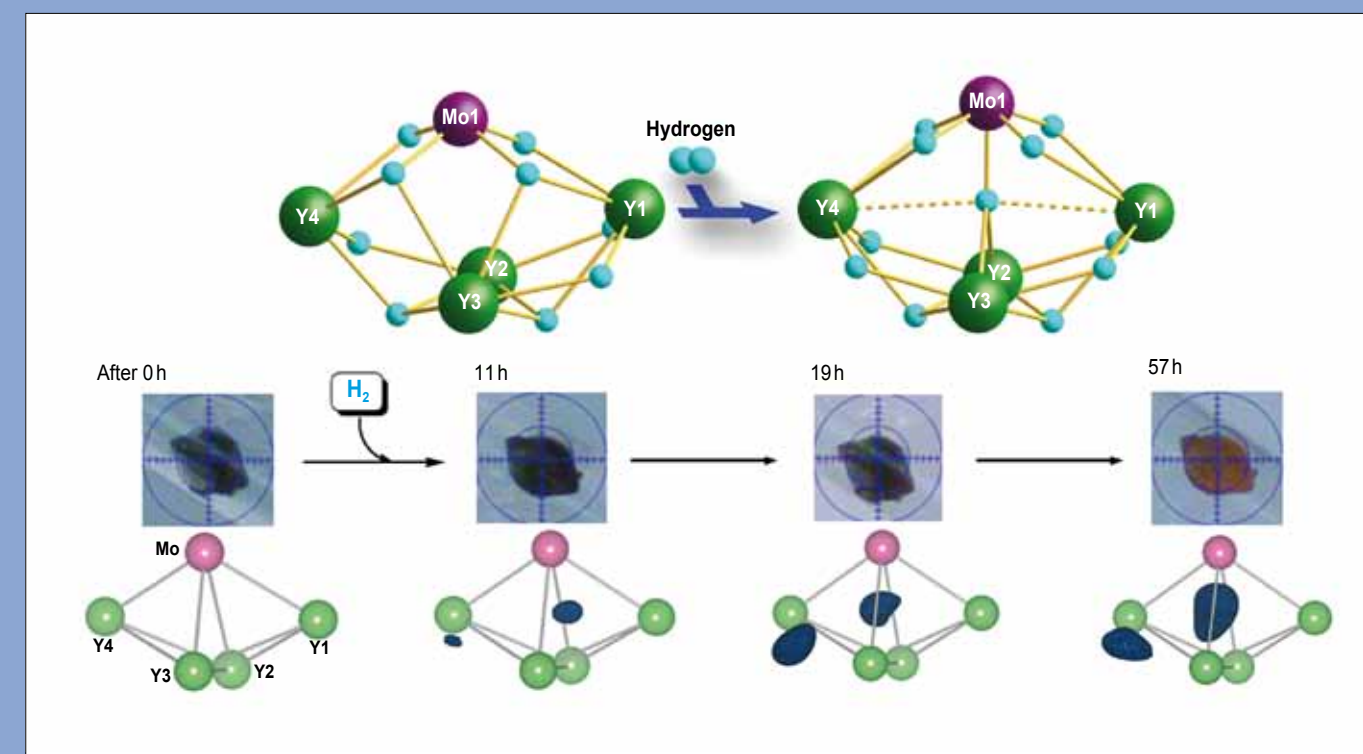 Mo1
Hydrogen
Mo1
Y4
Y1
Y2
Y3
Y4
Y1
Y2
Y3
After 0 h
H₂
11 h
19 h
57 h
Mo
Y4
Y1
Y3
Y2